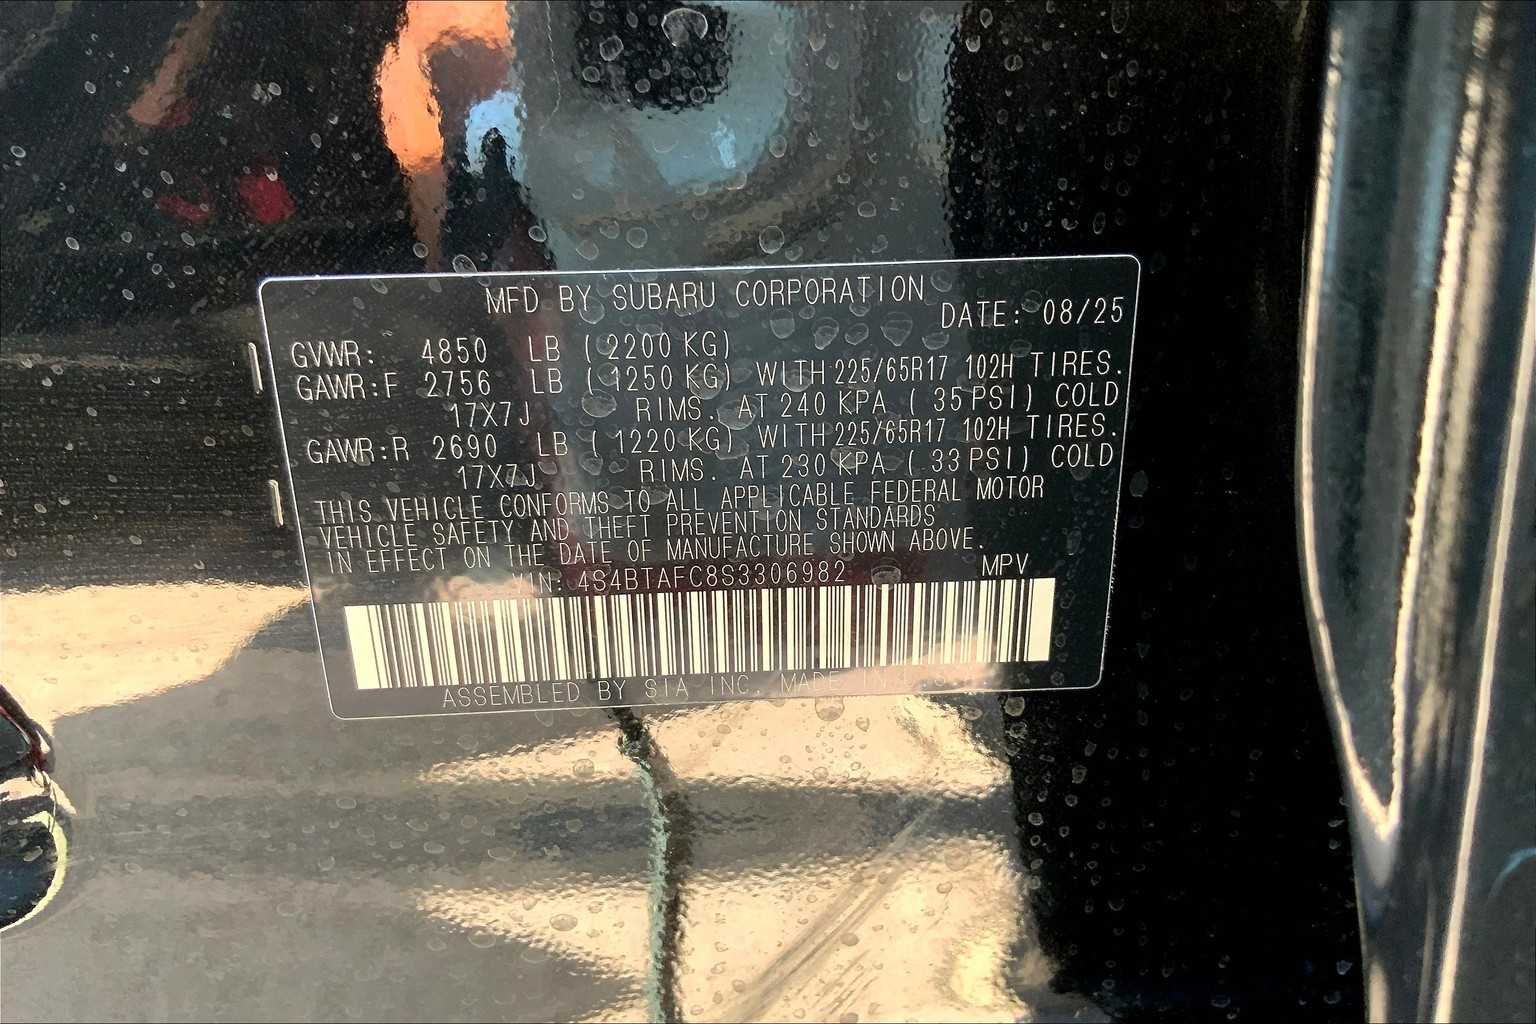 MFD BY SUBARU CORPORATION
DATE: 08/25
GVWR: 4850 LB (2200 KG)
GAWR:F 2756 LB (1250 KG) WITH 225/65R17 102H TIRES.
17X7J RIMS. AT 240 KPA (35 PSI) COLD
GAWR:R 2690 LB (1220 KG) WITH 225/65R17 102H TIRES.
17X7J RIMS. AT 230 KPA (33 PSI) COLD
THIS VEHICLE CONFORMS TO ALL APPLICABLE FEDERAL MOTOR
VEHICLE SAFETY AND THEFT PREVENTION STANDARDS
IN EFFECT ON THE DATE OF MANUFACTURE SHOWN ABOVE.
VIN: 4S4BTAFC8S3306982 MPV
ASSEMBLED BY SIA INC. MADE IN